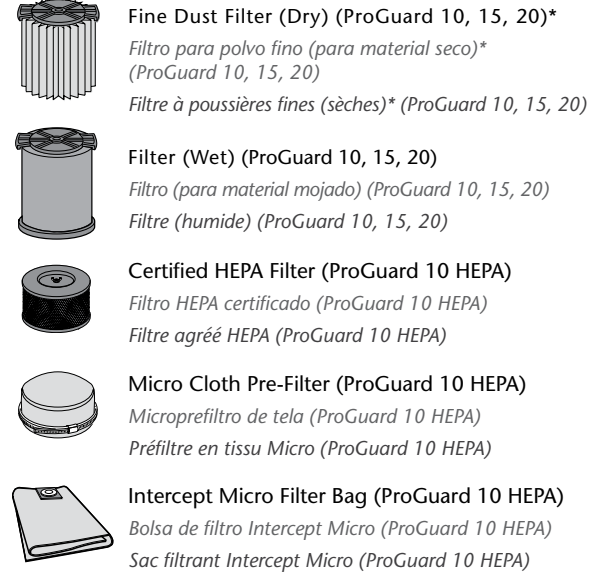 Fine Dust Filter (Dry) (ProGuard 10, 15, 20)*
Filtro para polvo fino (para material seco)*
(ProGuard 10, 15, 20)
Filtre à poussières fines (sèches)* (ProGuard 10, 15, 20)
Filter (Wet) (ProGuard 10, 15, 20)
Filtro (para material mojado) (ProGuard 10, 15, 20)
Filtre (humide) (ProGuard 10, 15, 20)
Certified HEPA Filter (ProGuard 10 HEPA)
Filtro HEPA certificado (ProGuard 10 HEPA)
Filtre agréé HEPA (ProGuard 10 HEPA)
Micro Cloth Pre-Filter (ProGuard 10 HEPA)
Microprefiltro de tela (ProGuard 10 HEPA)
Préfiltre en tissu Micro (ProGuard 10 HEPA)
Intercept Micro Filter Bag (ProGuard 10 HEPA)
Bolsa de filtro Intercept Micro (ProGuard 10 HEPA)
Sac filtrant Intercept Micro (ProGuard 10 HEPA)